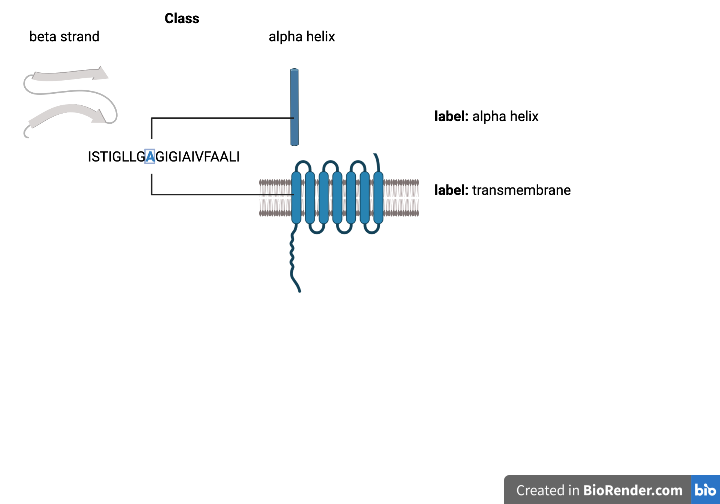 Class
beta strand
alpha helix
label: alpha helix
ISTIGLLGAGIGIAIVFAALI
label: transmembrane
Created in BioRender.com bio